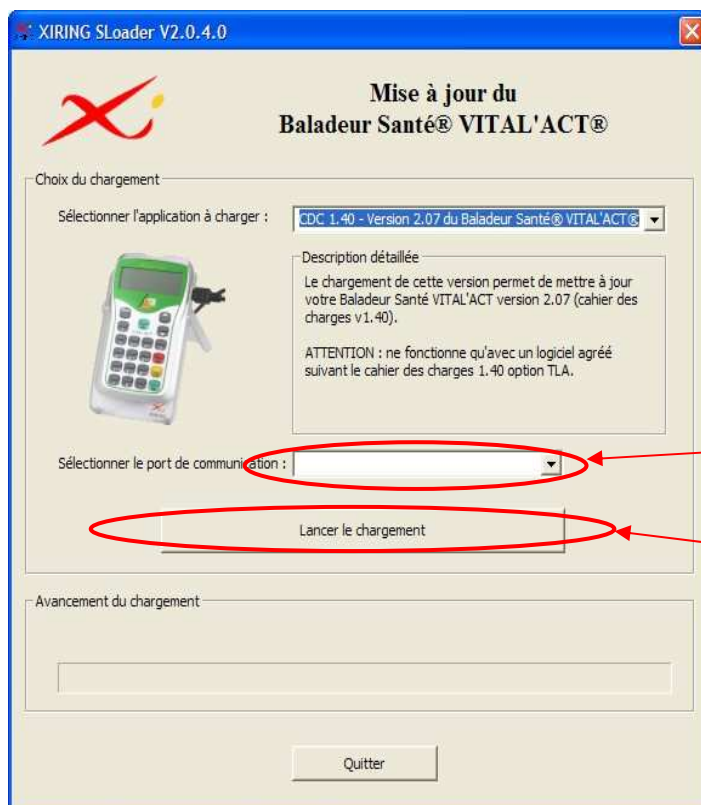 XIRING SLoader V2.0.4.0
Mise à jour du
Baladeur Santé® VITAL'ACT®
Choix du chargement
Sélectionner l'application à charger :
CDC 1.40 - Version 2.07 du Baladeur Santé® VITAL'ACT®
Description détaillée
Le chargement de cette version permet de mettre à jour
votre Baladeur Santé VITAL'ACT version 2.07 (cahier des
charges v1.40).
ATTENTION : ne fonctionne qu'avec un logiciel agréé
suivant le cahier des charges 1.40 option TLA.
Sélectionner le port de communication :
Lancer le chargement
Avancement du chargement
Quitter